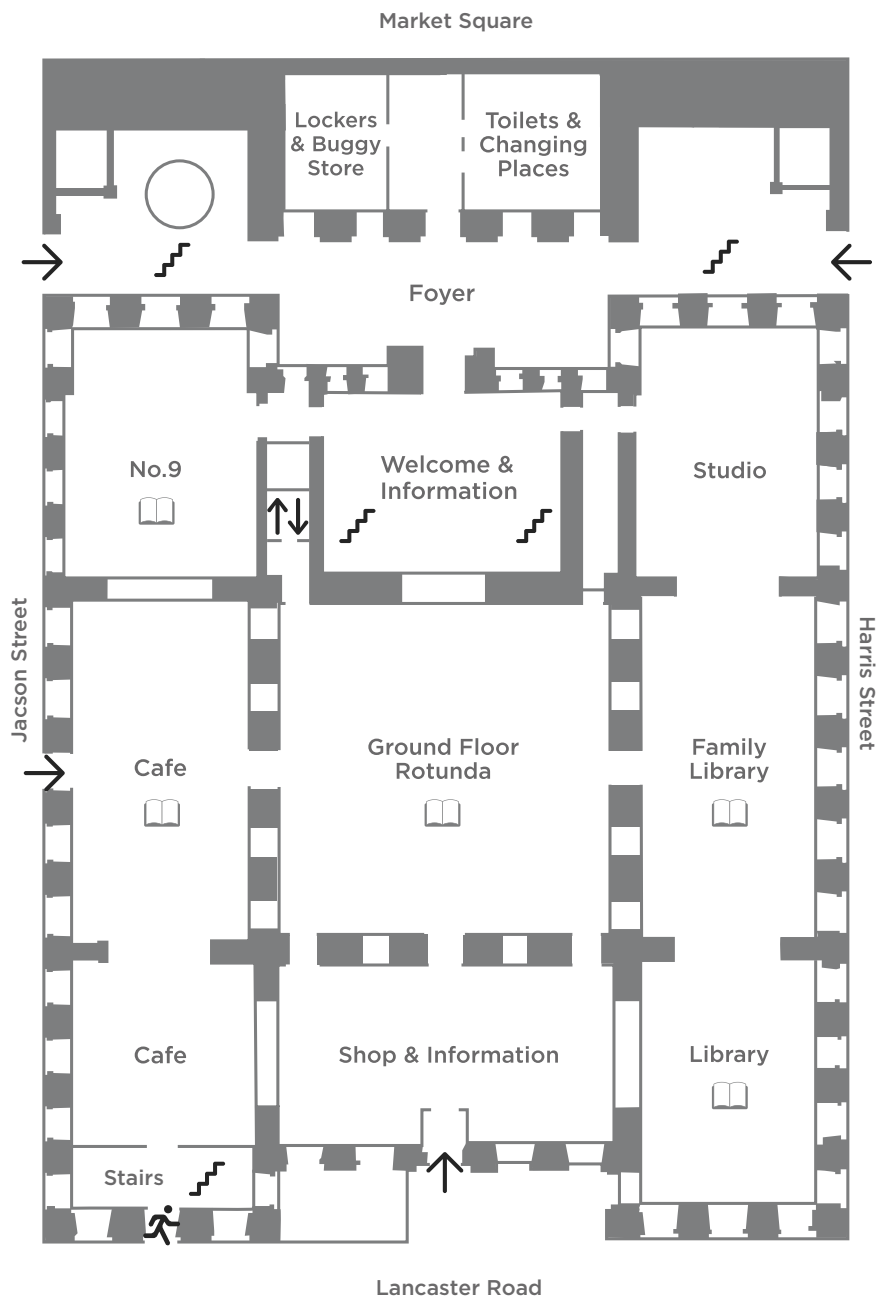 Market Square
Lockers
& Buggy
Store
Toilets &
Changing
Places
Foyer
No.9
Welcome &
Information
Studio
Jacson Street
Harris Street
Cafe
Ground Floor
Rotunda
Family
Library
Cafe
Shop & Information
Library
Stairs
Lancaster Road